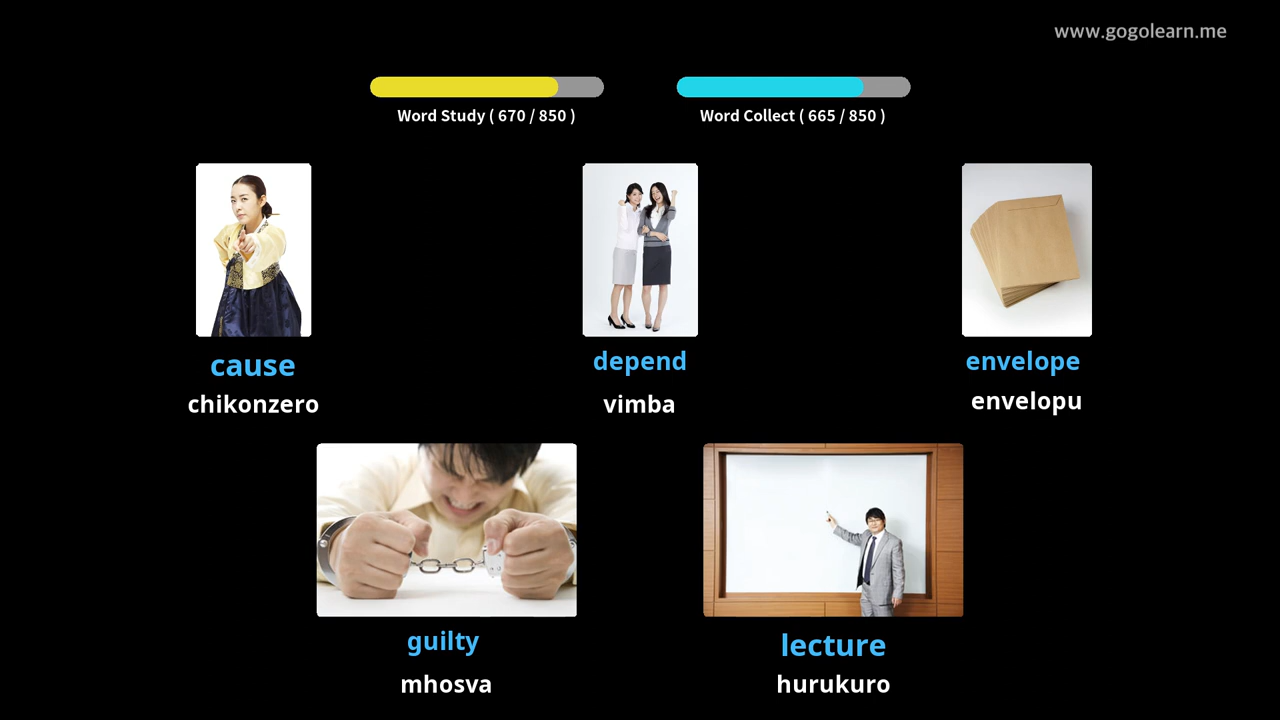 www.gogolearn.me
Word Study ( 670 / 850 )
Word Collect ( 665 / 850 )
cause
chikonzero
depend
vimba
envelope
envelopu
guilty
mhosva
lecture
hurukuro